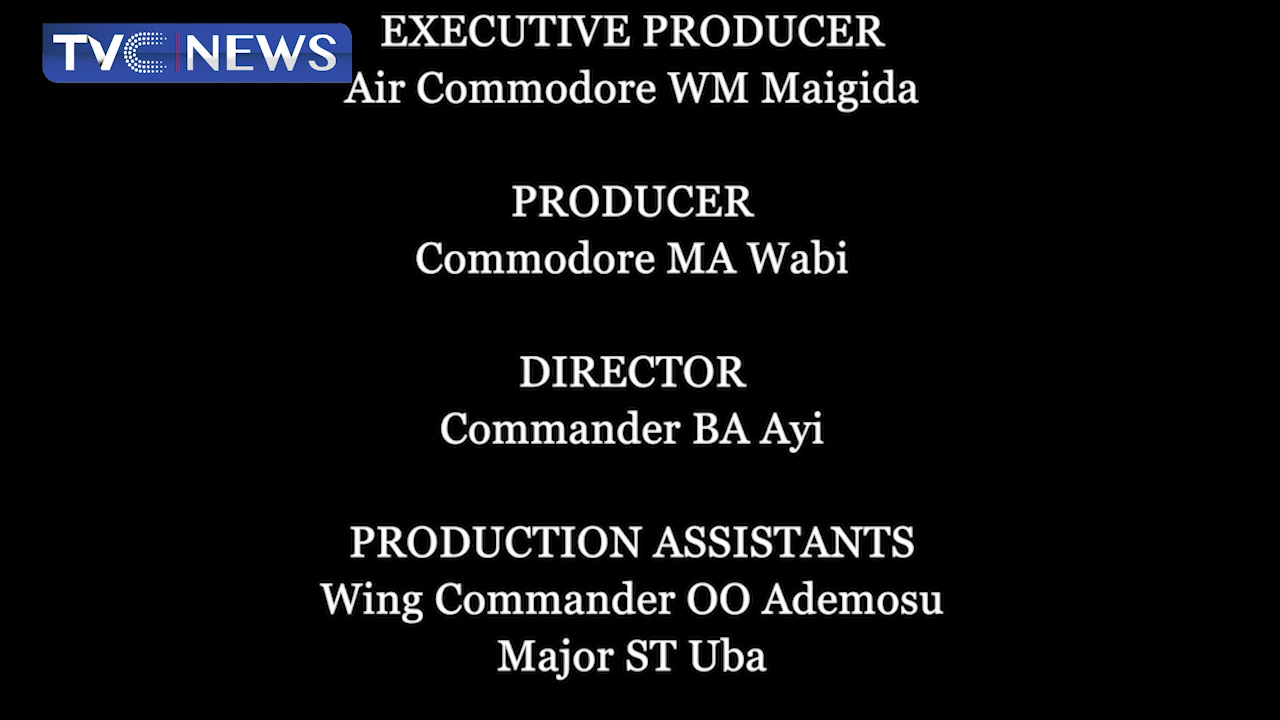 TVC NEWS
EXECUTIVE PRODUCER
Air Commodore WM Maigida
PRODUCER
Commodore MA Wabi
DIRECTOR
Commander BA Ayi
PRODUCTION ASSISTANTS
Wing Commander OO Ademosu
Major ST Uba